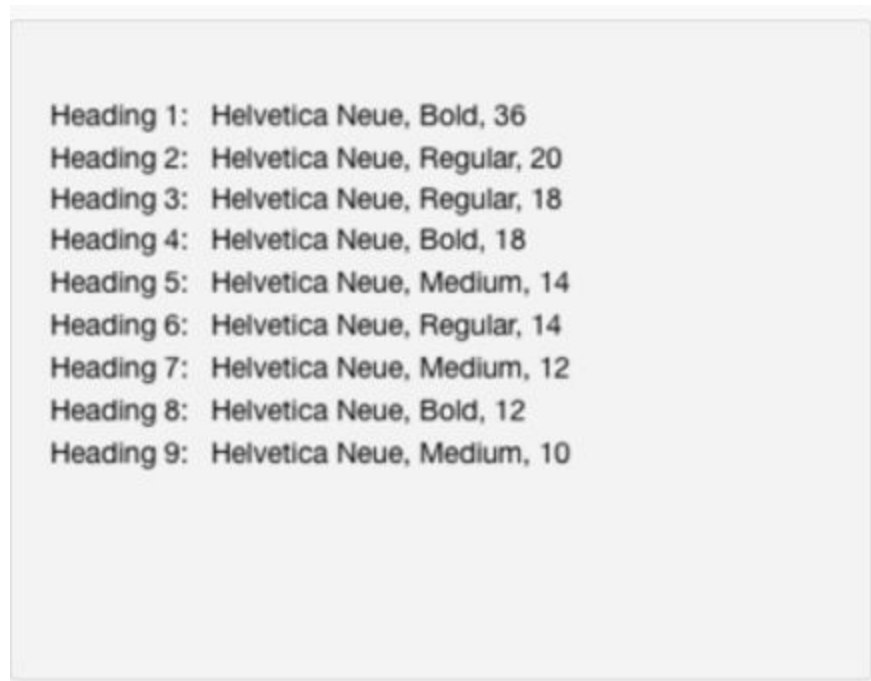 Heading 1: Helvetica Neue, Bold, 36
Heading 2: Helvetica Neue, Regular, 20
Heading 3: Helvetica Neue, Regular, 18
Heading 4: Helvetica Neue, Bold, 18
Heading 5: Helvetica Neue, Medium, 14
Heading 6: Helvetica Neue, Regular, 14
Heading 7: Helvetica Neue, Medium, 12
Heading 8: Helvetica Neue, Bold, 12
Heading 9: Helvetica Neue, Medium, 10